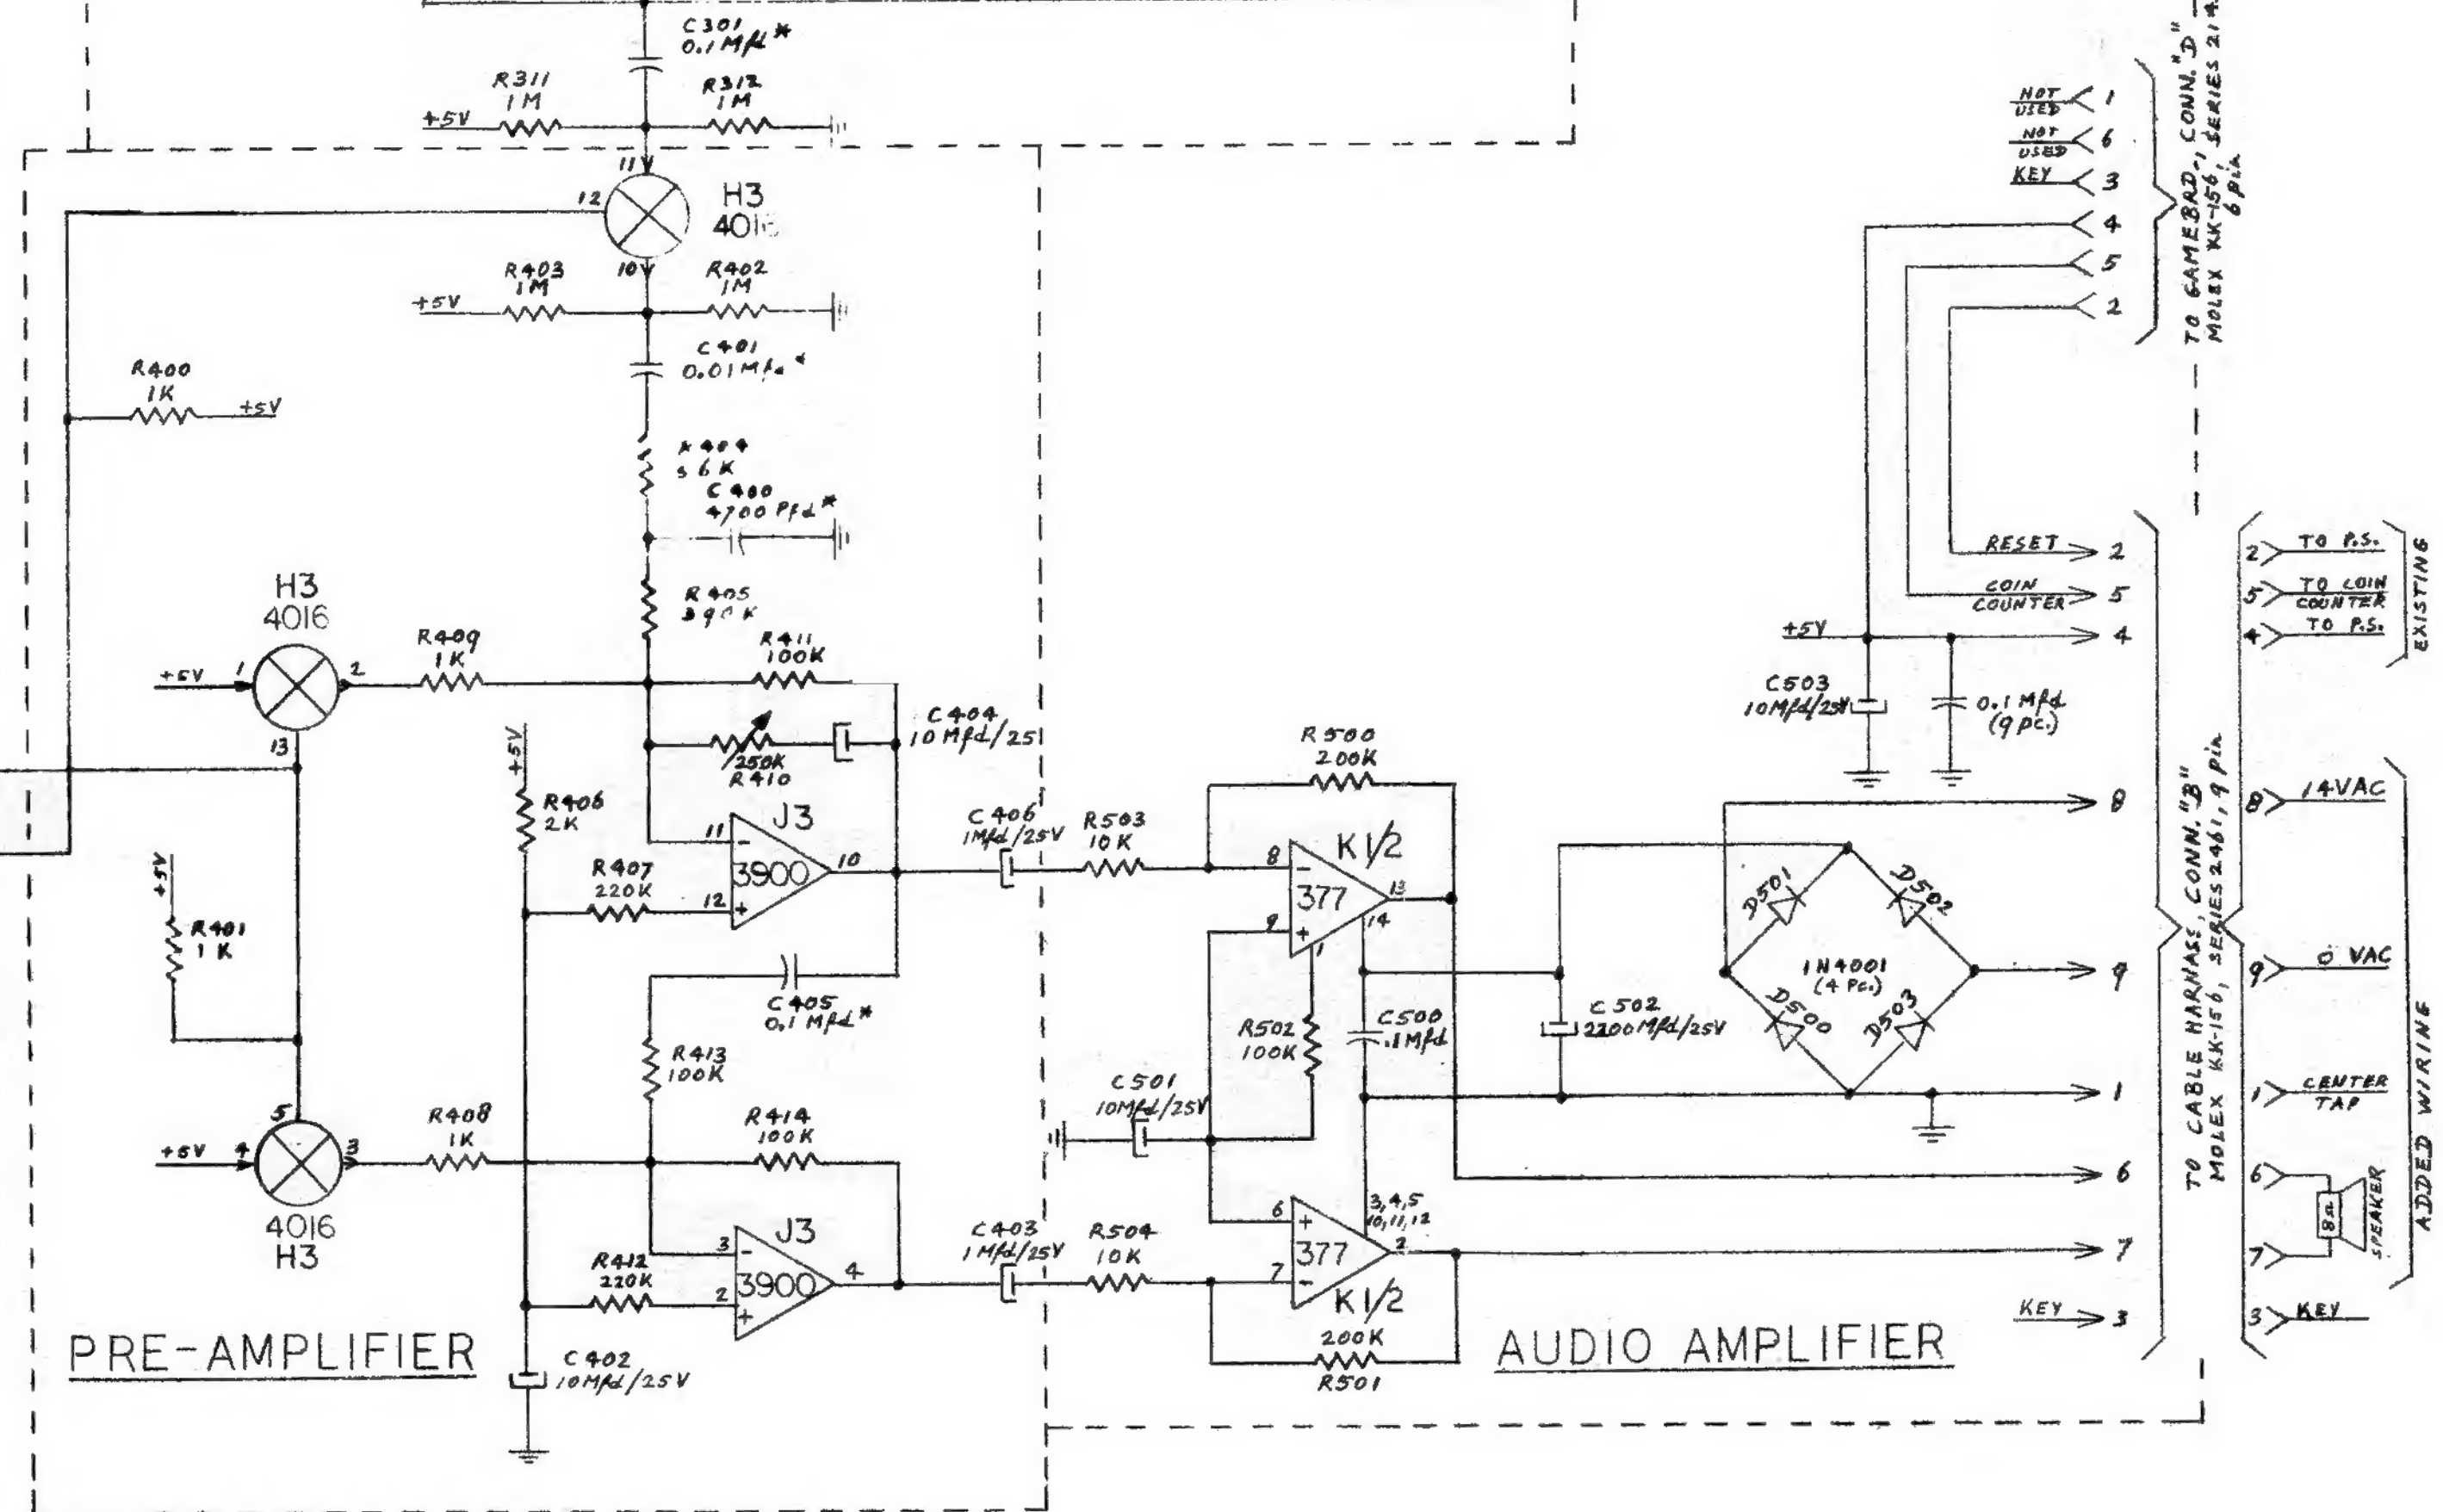 C301
0.1 Mfd*
R311
1M
R312
1M
+5V
11
12
H3
4016
10
R403
1M
R402
1M
+5V
C401
0.01 Mfd*
R400
1K
+5V
C400
4700 Pfd*
R405
390K
H3
4016
+5V
1
2
13
R409
1K
R411
100K
C404
10 Mfd/25
250K
R410
+5V
R406
2K
J3
11
-
3900
10
12
+
R407
220K
C406
1Mfd/25V
+5V
R401
1K
C405
0.1 Mfd*
R413
100K
5
+5V
4
3
4016
H3
R408
1K
R414
100K
J3
3
-
3900
4
2
+
R412
220K
C403
1Mfd/25V
C402
10Mfd/25V
PRE-AMPLIFIER
R500
200K
R503
10K
K1/2
8
-
377
13
14
9
+
1
R502
100K
C500
.1Mfd
C501
10Mfd/25V
C502
2200Mfd/25V
R504
10K
3,4,5
10,11,12
6
+
377
2
7
-
K1/2
200K
R501
AUDIO AMPLIFIER
D501
D502
1N4001
(4 PC.)
D500
D503
NOT USED 1
NOT USED 6
KEY 3
4
5
2
TO GAMEBRD., CONN. "D"
MOLEX KK-156, SERIES 214
6 Pin
RESET 2
COIN COUNTER 5
+5V 4
C503
10Mfd/25V
0.1 Mfd
(9 PC.)
8
9
1
6
7
KEY 3
TO CABLE HARNASS, CONN. "B"
MOLEX KK-156, SERIES 2461, 9 Pin
2 TO P.S.
5 TO COIN COUNTER
4 TO P.S.
EXISTING
8 14VAC
9 0 VAC
1 CENTER TAP
6
8Ω
SPEAKER
7
3 KEY
ADDED WIRING